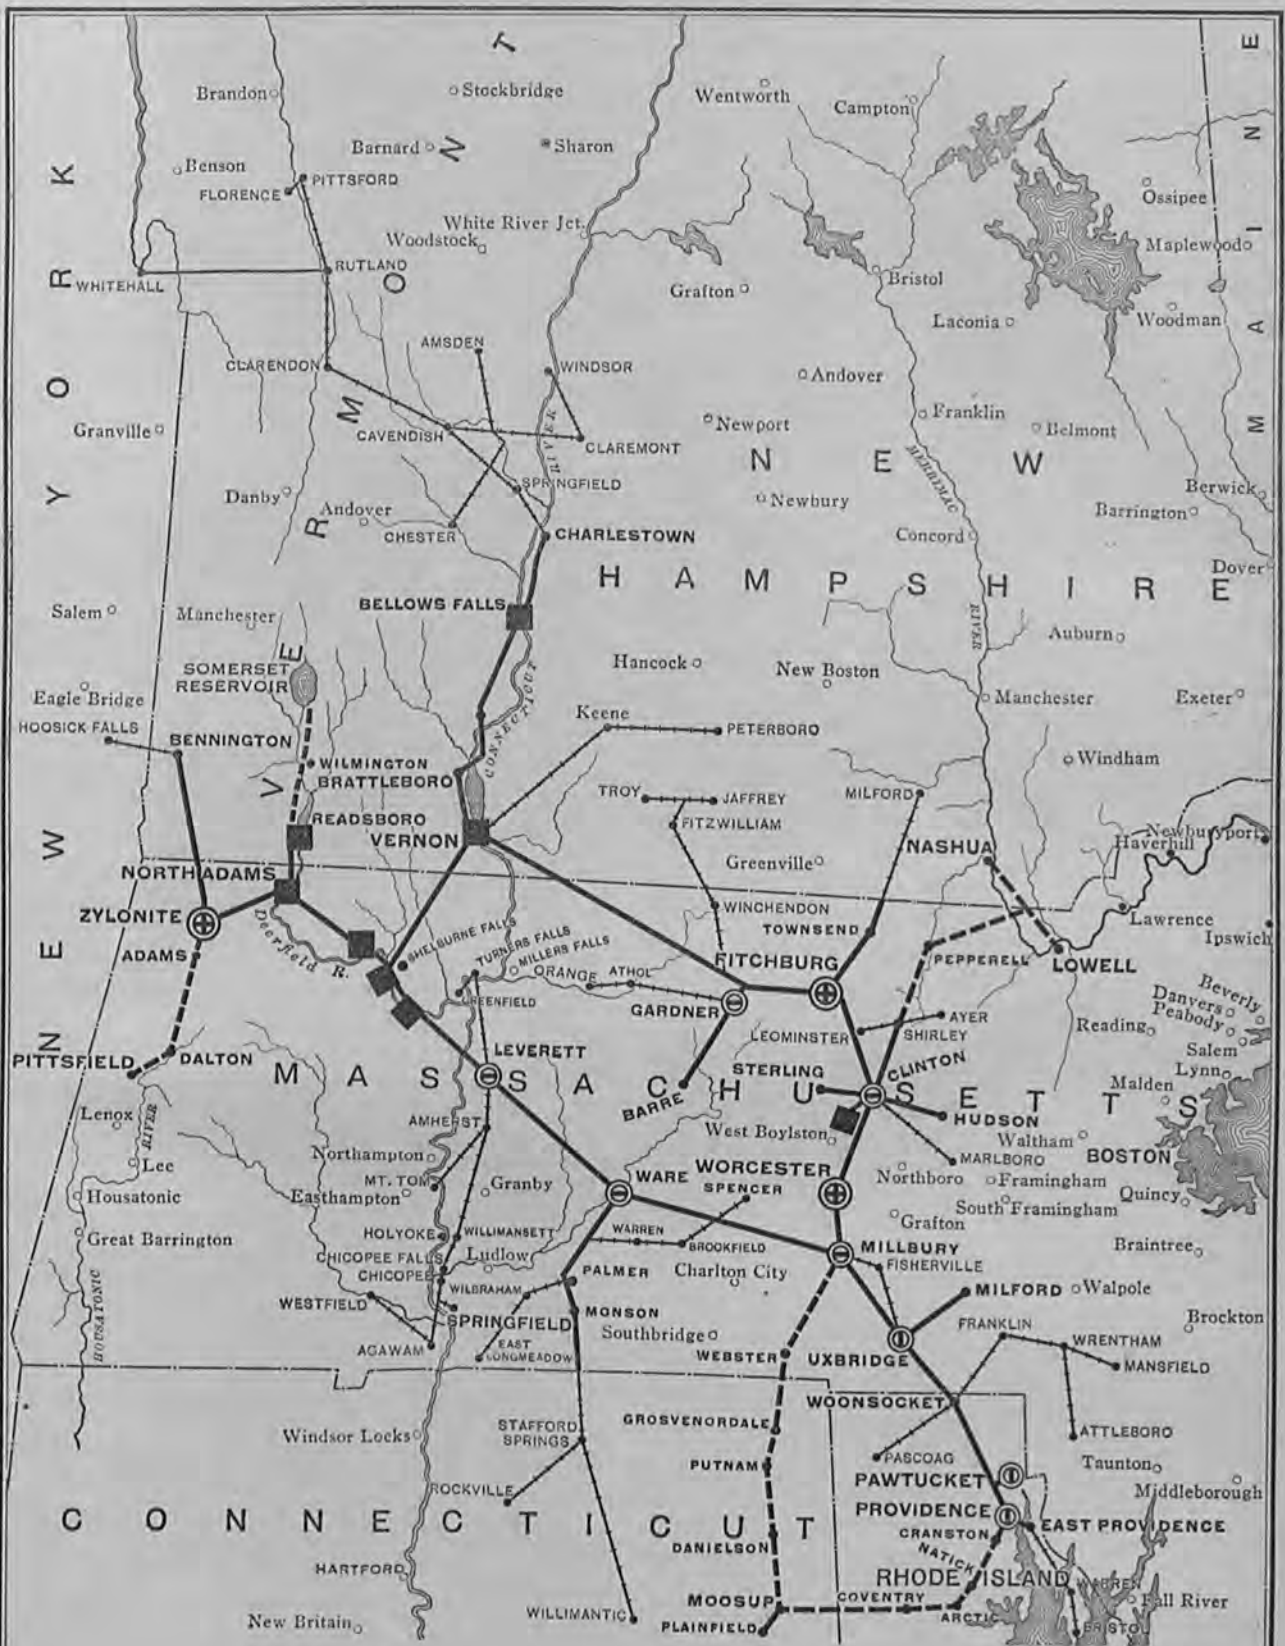 T
E
Brandon
Stockbridge
Wentworth
Campton
N
Barnard
N
Sharon
Benson
K
PITTSFORD
FLORENCE
Ossipee
White River Jct.
Woodstock
I
Maplewood
R
WHITEHALL
RUTLAND
O
Grafton
Bristol
Laconia
Woodman
A
AMSDEN
CLARENDON
WINDSOR
Andover
O
M
Franklin
Newport
Belmont
M
Granville
CAVENDISH
CLAREMONT
RIVER
N E W
MERRIMAC
Y
SPRINGFIELD
Berwick
Danby
Andover
Newbury
Barrington
R
CHESTER
CHARLESTOWN
Concord
Dover
H A M P S H I R E
BELLOWS FALLS
Salem
Manchester
RIVER
Auburn
E
SOMERSET
RESERVOIR
Hancock
New Boston
CONNECTICUT
Eagle Bridge
Manchester
Exeter
HOOSICK FALLS
Keene
PETERBORO
BENNINGTON
WILMINGTON
Windham
BRATTLEBORO
V
TROY
JAFFREY
MILFORD
READSBORO
FITZWILLIAM
VERNON
Newburyport
Haverhill
W
NASHUA
Greenville
NORTH ADAMS
WINCHENDON
ZYLONITE
Lawrence
TOWNSEND
Deerfield R.
SHELBURNE FALLS
TURNERS FALLS
MILLERS FALLS
Ipswich
E
ADAMS
PEPPERELL
LOWELL
FITCHBURG
ORANGE
ATHOL
GREENFIELD
GARDNER
Beverly
Danvers
Peabody
AYER
LEOMINSTER
SHIRLEY
Reading
N
PITTSFIELD
DALTON
LEVERETT
Salem
CLINTON
STERLING
Lynn
M A S S A C H U S E T T S
Malden
BARRE
Lenox
RIVER
AMHERST
HUDSON
West Boylston
Waltham
Northampton
Lee
MARLBORO
BOSTON
WARE
WORCESTER
MT. TOM
Northboro
Framingham
Housatonic
Easthampton
Granby
SPENCER
Quincy
South Framingham
Grafton
HOLYOKE
WILLIMANSETT
WARREN
Great Barrington
BROOKFIELD
MILLBURY
Braintree
CHICOPEE FALLS
Ludlow
FISHERVILLE
CHICOPEE
PALMER
Charlton City
WILBRAHAM
MILFORD
Walpole
WESTFIELD
MONSON
SPRINGFIELD
Brockton
FRANKLIN
Southbridge
HOUSATONIC
WRENTHAM
AGAWAM
EAST
LONGMEADOW
WEBSTER
UXBRIDGE
MANSFIELD
WOONSOCKET
GROSVENORDALE
STAFFORD
SPRINGS
Windsor Locks
ATTLEBORO
PASCOAG
PUTNAM
Taunton
PAWTUCKET
ROCKVILLE
Middleborough
PROVIDENCE
C O N N E C T I C U T
CRANSTON
EAST PROVIDENCE
DANIELSON
NATICK
HARTFORD
RHODE ISLAND
WARREN
MOOSUP
COVENTRY
Fall River
New Britain
WILLIMANTIC
ARCTIC
PLAINFIELD
BRISTOL